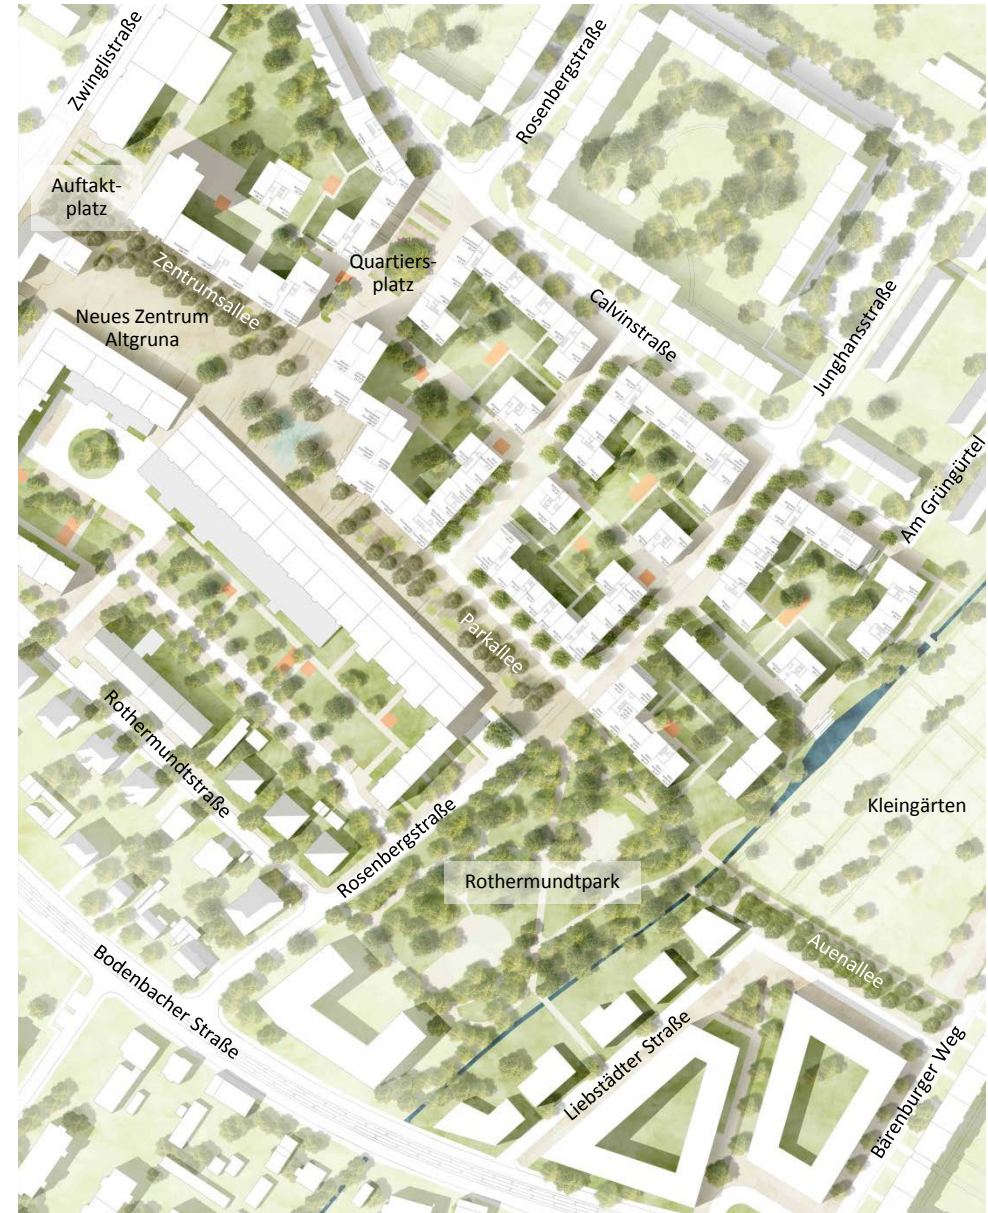 Zwinglistraße
Rosenbergstraße
Auftakt-
platz
Zentrumsallee
Quartiers-
platz
Neues Zentrum
Altgruna
Calvinstraße
Junghansstraße
Am Grüngürtel
Parkallee
Rothermundtstraße
Kleingärten
Rosenbergstraße
Rothermundtpark
Auenallee
Bodenbacher Straße
Liebstädter Straße
Bärenburger Weg